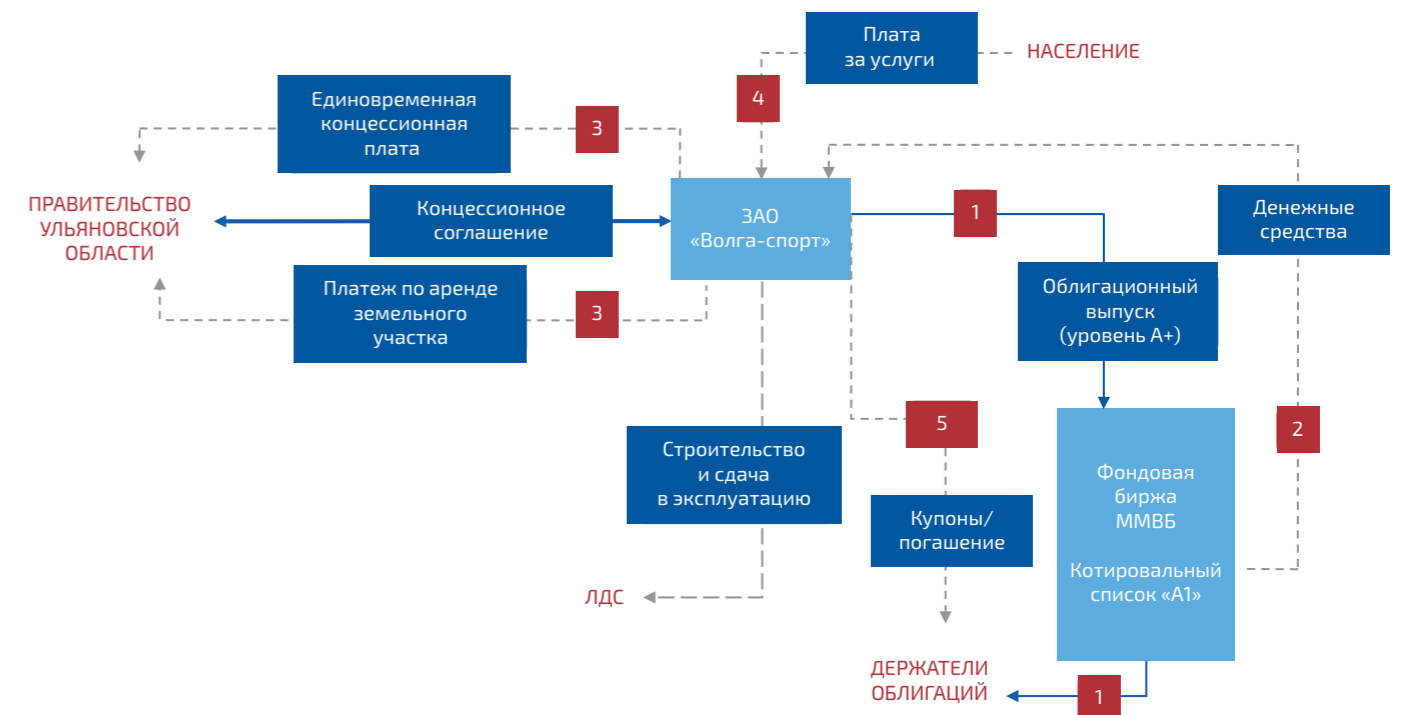 Плата
за услуги
НАСЕЛЕНИЕ
4
Единовременная
концессионная
плата
3
ПРАВИТЕЛЬСТВО
УЛЬЯНОВСКОЙ
ОБЛАСТИ
Концессионное
соглашение
ЗАО
«Волга-спорт»
1
Денежные
средства
Платеж по аренде
земельного
участка
3
Облигационный
выпуск
(уровень А+)
Строительство
и сдача
в эксплуатацию
5
2
Фондовая
биржа
ММВБ
Котировальный
список «А1»
Купоны/
погашение
ЛДС
ДЕРЖАТЕЛИ
ОБЛИГАЦИЙ
1